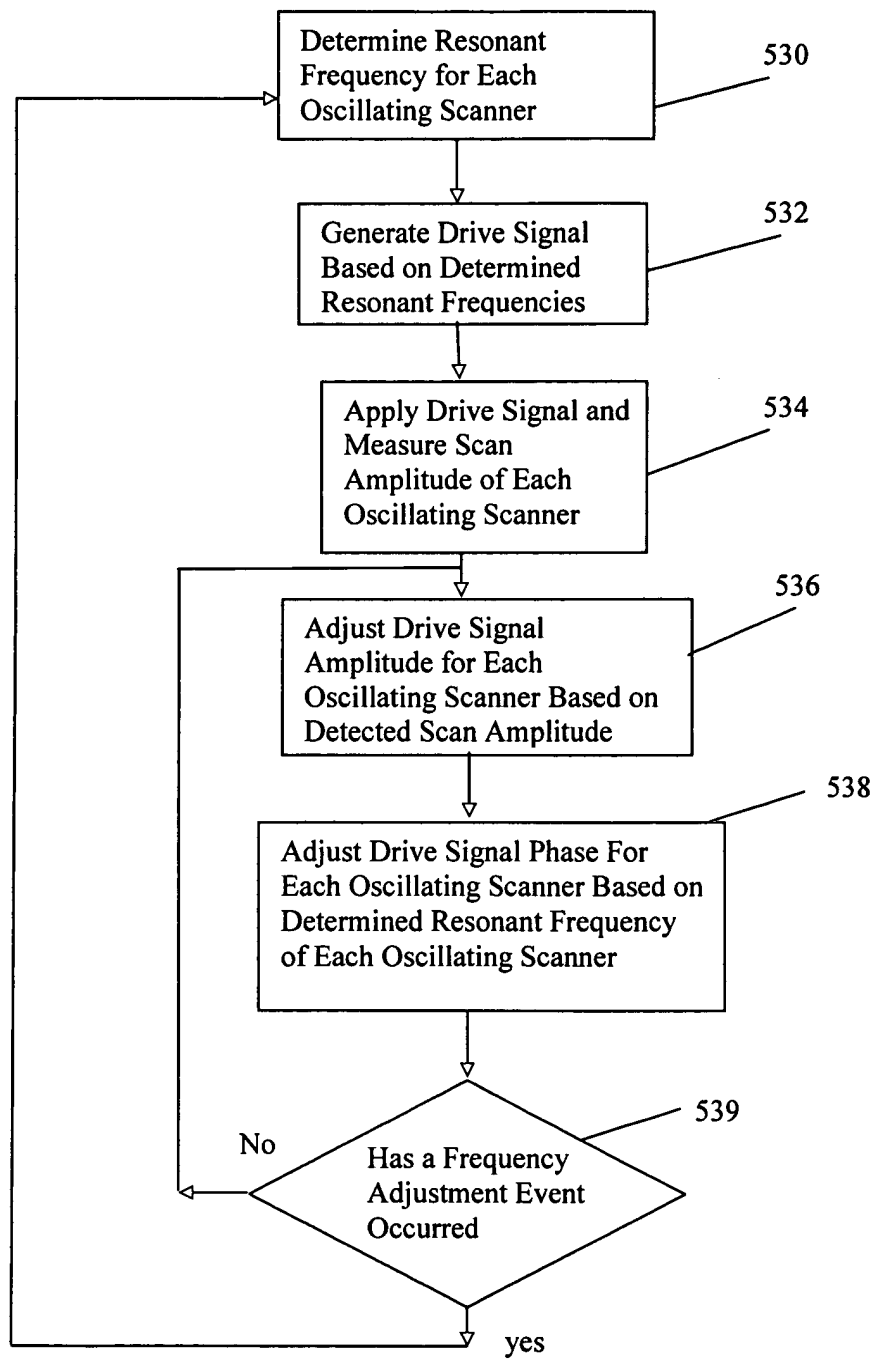 Determine Resonant
Frequency for Each
Oscillating Scanner
530
Generate Drive Signal
Based on Determined
Resonant Frequencies
532
Apply Drive Signal and
Measure Scan
Amplitude of Each
Oscillating Scanner
534
Adjust Drive Signal
Amplitude for Each
Oscillating Scanner Based on
Detected Scan Amplitude
536
Adjust Drive Signal Phase For
Each Oscillating Scanner Based on
Determined Resonant Frequency
of Each Oscillating Scanner
538
Has a Frequency
Adjustment Event
Occurred
539
No
yes